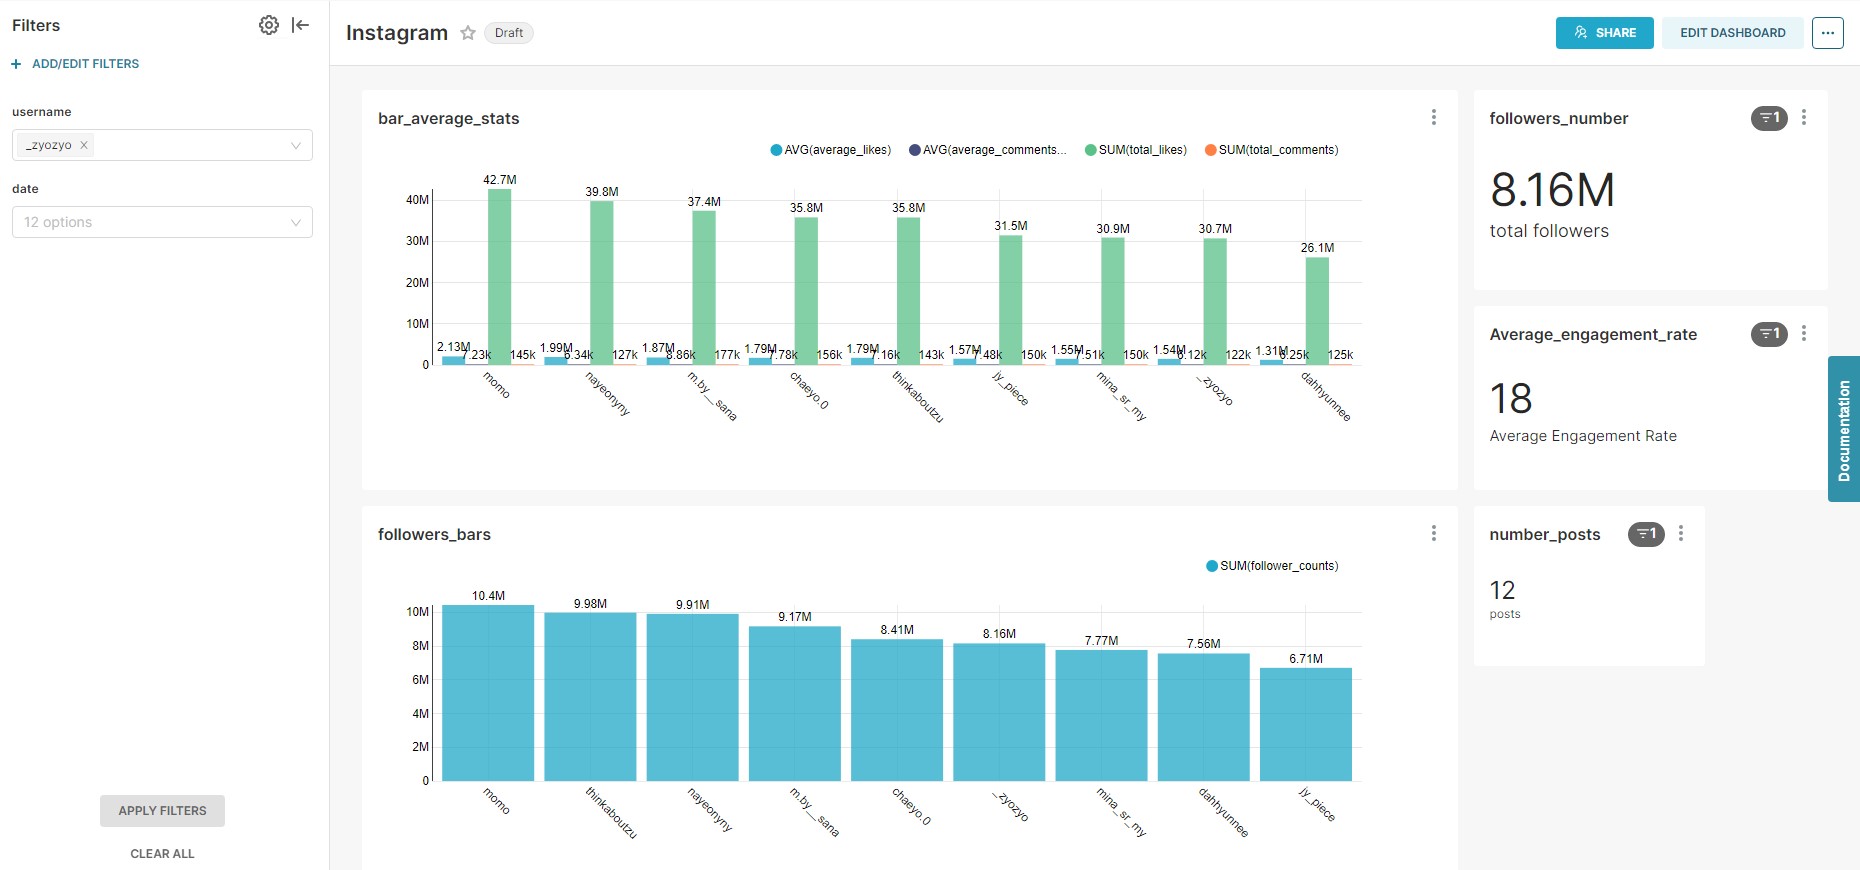 Filters
ADD/EDIT FILTERS
username
_zyozyo
date
12 options
APPLY FILTERS
CLEAR ALL
Instagram Draft
SHARE EDIT DASHBOARD
bar_average_stats
AVG(average_likes) AVG(average_comments... SUM(total_likes) SUM(total_comments)
40M
30M
20M
10M
0
42.7M 39.8M 37.4M 35.8M 35.8M 31.5M 30.9M 30.7M 26.1M
2.13M 7.23k 145k 1.99M 6.34k 127k 1.87M 8.86k 177k 1.79M 7.78k 156k 1.79M 7.16k 143k 1.57M 7.48k 150k 1.55M 7.51k 150k 1.54M 6.12k 122k 1.31M 6.25k 125k
momo nayeonyny m.by__sana chaeyo.0 thinkaboutzu jy_piece mina_sr_my _zyozyo dahhyunnee
followers_number
1
8.16M
total followers
Average_engagement_rate
1
18
Average Engagement Rate
Documentation
followers_bars
SUM(follower_counts)
10M
8M
6M
4M
2M
0
10.4M 9.98M 9.91M 9.17M 8.41M 8.16M 7.77M 7.56M 6.71M
momo thinkaboutzu nayeonyny m.by__sana chaeyo.0 _zyozyo mina_sr_my dahhyunnee jy_piece
number_posts
1
12
posts